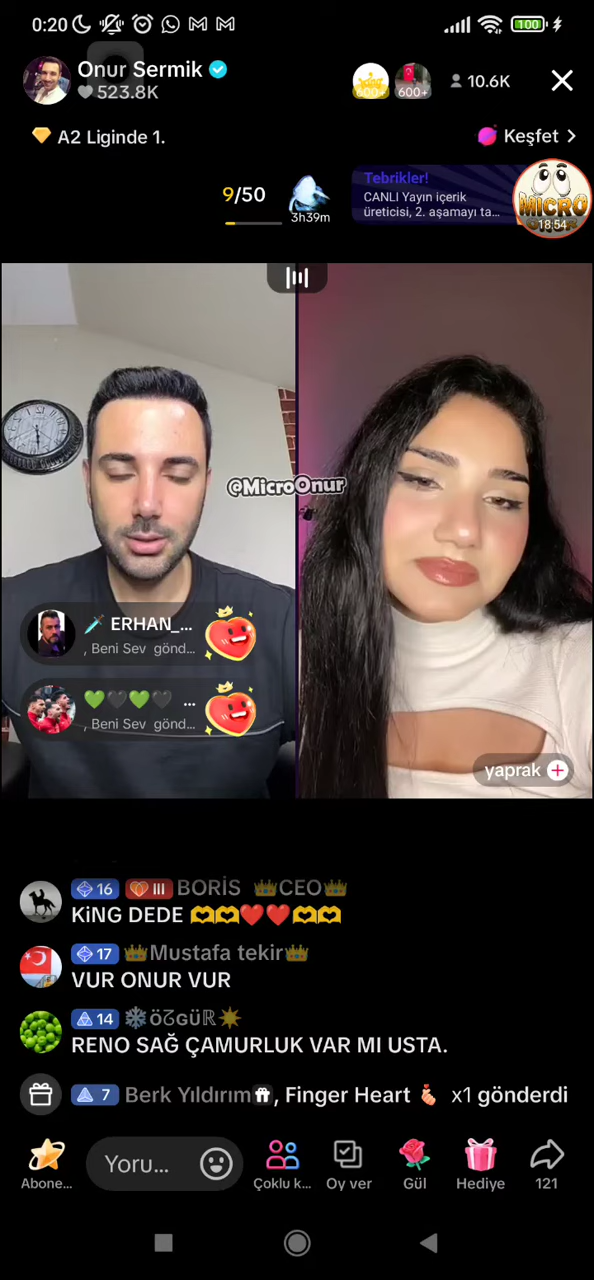 0:20
100
Onur Sermik
523.8K
600+
600+
10.6K
A2 Liginde 1.
Keşfet
9/50
3h39m
Tebrikler!
CANLI Yayın içerik
üreticisi, 2. aşamayı ta...
MICRO
18:54
@MicroOnur
ERHAN_...
, Beni Sev gönd...
...
, Beni Sev gönd...
yaprak
16 III BORİS CEO
KiNG DEDE
17 Mustafa tekir
VUR ONUR VUR
14 öƸɢüℝ
RENO SAĞ ÇAMURLUK VAR MI USTA.
7 Berk Yıldırım, Finger Heart x1 gönderdi
Yoru...
Abone...
Çoklu k...
Oy ver
Gül
Hediye
121